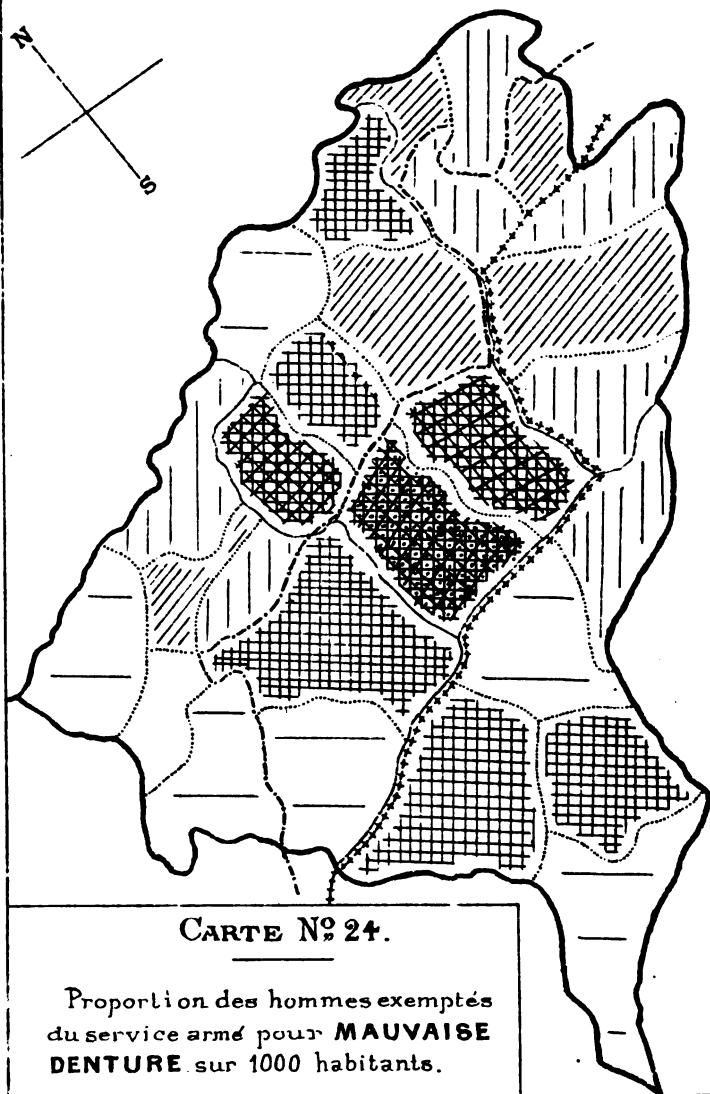 N
S
CARTE Nº 24.
Proportion des hommes exemptés
du service armé pour MAUVAISE
DENTURE sur 1000 habitants.